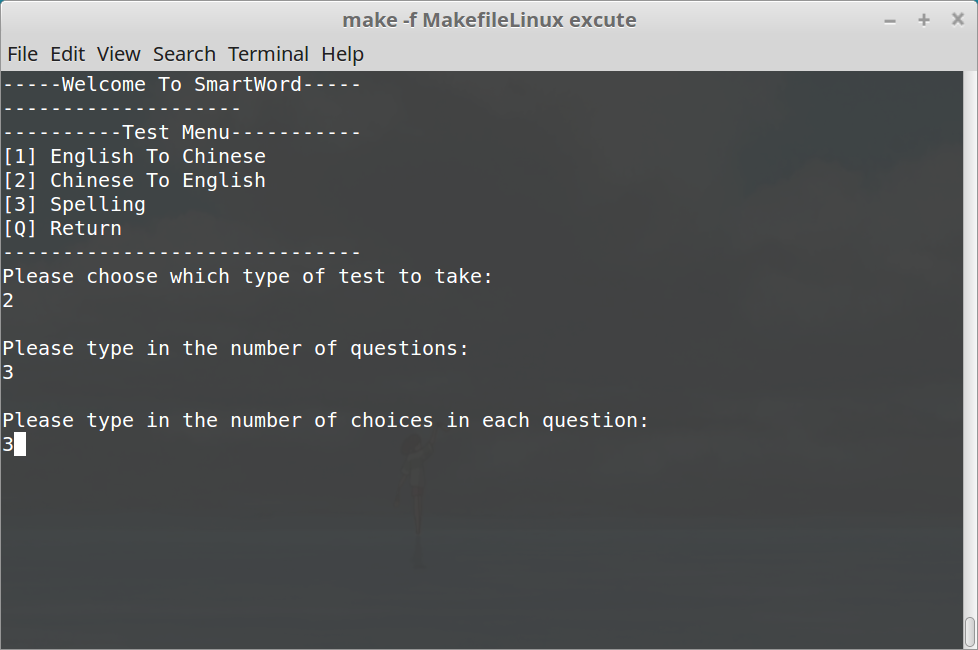 make -f MakefileLinux excute
File Edit View Search Terminal Help
-----Welcome To SmartWord-----
--------------------
----------Test Menu-----------
[1] English To Chinese
[2] Chinese To English
[3] Spelling
[Q] Return
------------------------------
Please choose which type of test to take:
2
Please type in the number of questions:
3
Please type in the number of choices in each question:
3